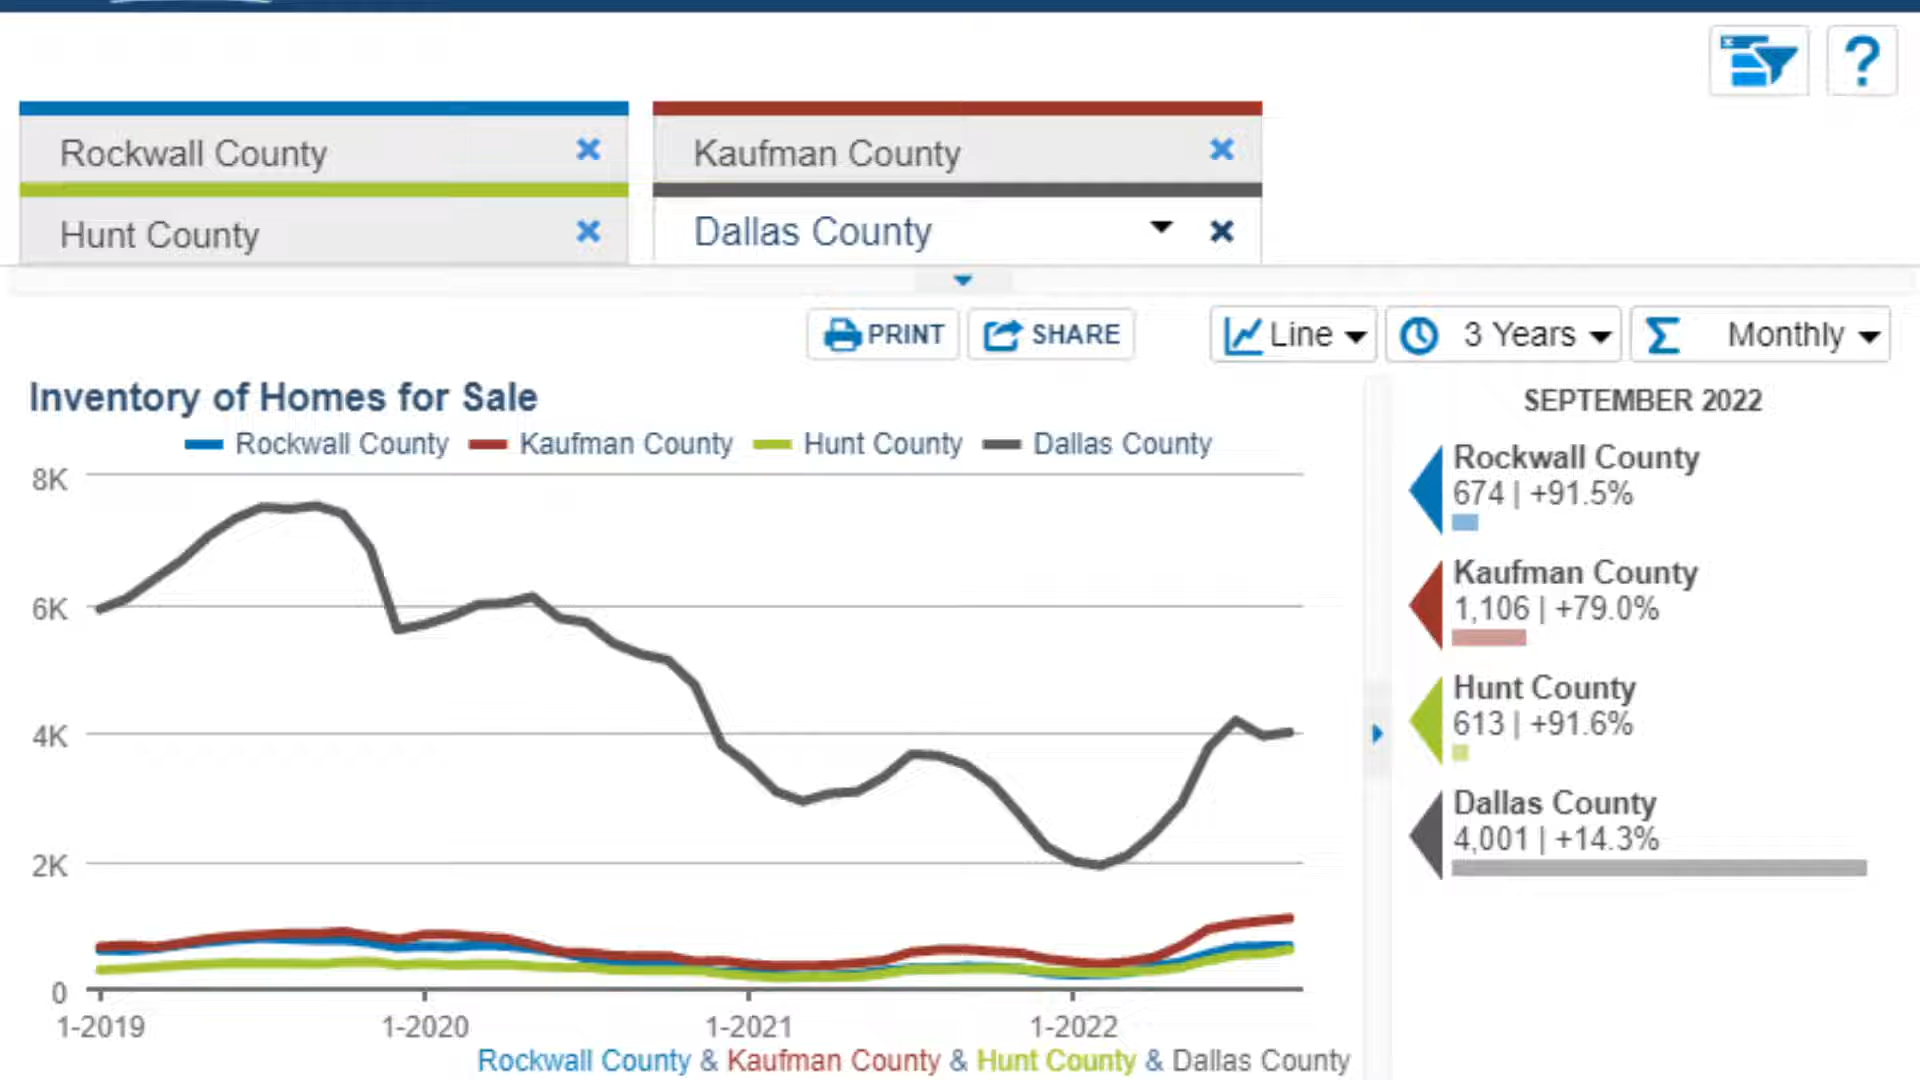 ?
Rockwall County
Kaufman County
Hunt County
Dallas County
PRINT
SHARE
Line
3 Years
Monthly
Inventory of Homes for Sale
Rockwall County Kaufman County Hunt County Dallas County
8K
6K
4K
2K
0
1-2019 1-2020 1-2021 1-2022
Rockwall County & Kaufman County & Hunt County & Dallas County
SEPTEMBER 2022
Rockwall County
674 | +91.5%
Kaufman County
1,106 | +79.0%
Hunt County
613 | +91.6%
Dallas County
4,001 | +14.3%